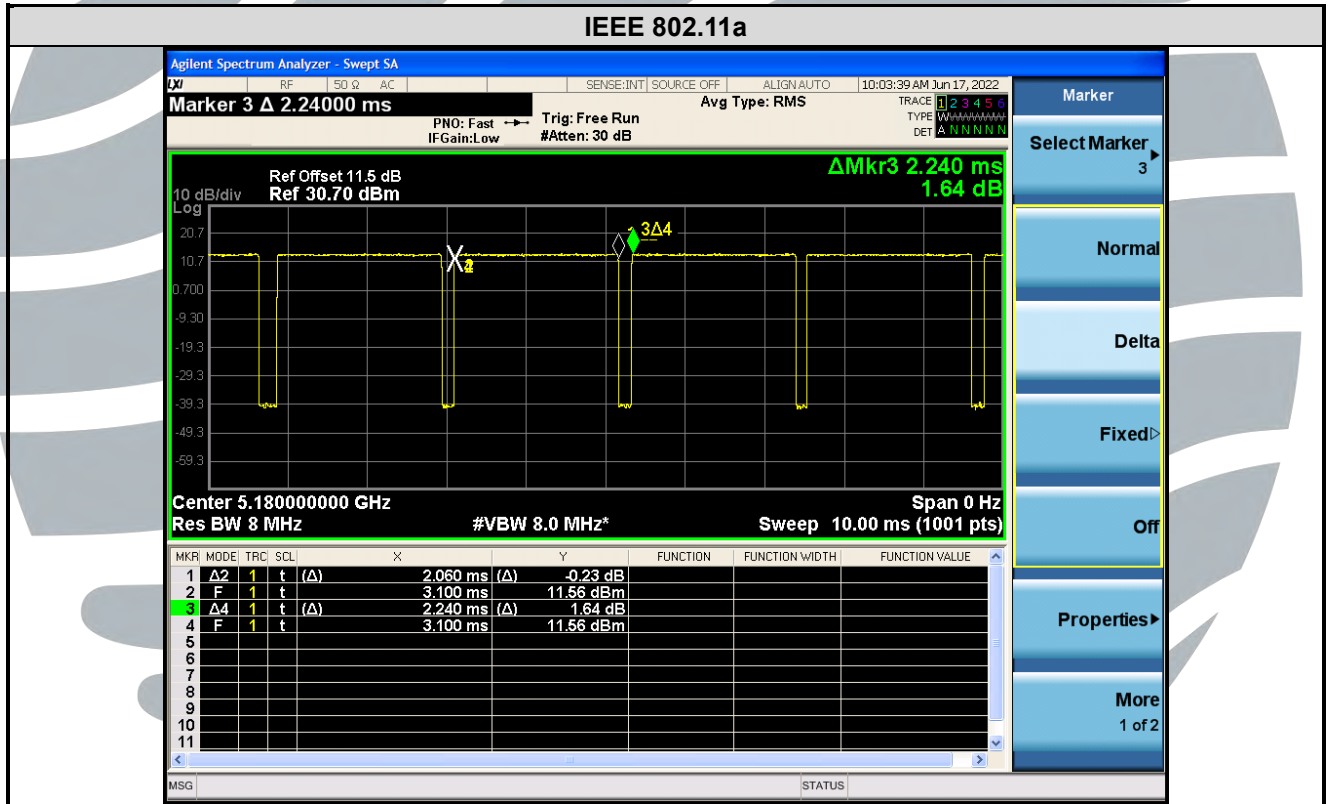 IEEE 802.11a
Agilent Spectrum Analyzer - Swept SA
LXI RF 50 Ω AC SENSE:INT SOURCE OFF ALIGNAUTO 10:03:39 AM Jun 17, 2022
Marker 3 Δ 2.24000 ms
PNO: Fast
IFGain:Low
Trig: Free Run
#Atten: 30 dB
Avg Type: RMS
TRACE 1 2 3 4 5 6
TYPE
DET A N N N N N
ΔMkr3 2.240 ms
1.64 dB
Ref Offset 11.5 dB
10 dB/div Ref 30.70 dBm
Log
3Δ4
20.7
10.7
0.700
-9.30
-19.3
-29.3
-39.3
-49.3
-59.3
Center 5.180000000 GHz Span 0 Hz
Res BW 8 MHz #VBW 8.0 MHz* Sweep 10.00 ms (1001 pts)
MKR MODE TRC SCL X Y FUNCTION FUNCTION WIDTH FUNCTION VALUE
1 Δ2 1 t (Δ) 2.060 ms (Δ) -0.23 dB
2 F 1 t 3.100 ms 11.56 dBm
3 Δ4 1 t (Δ) 2.240 ms (Δ) 1.64 dB
4 F 1 t 3.100 ms 11.56 dBm
5
6
7
8
9
10
11
MSG STATUS
Marker
Select Marker
3
Normal
Delta
Fixed
Off
Properties
More
1 of 2